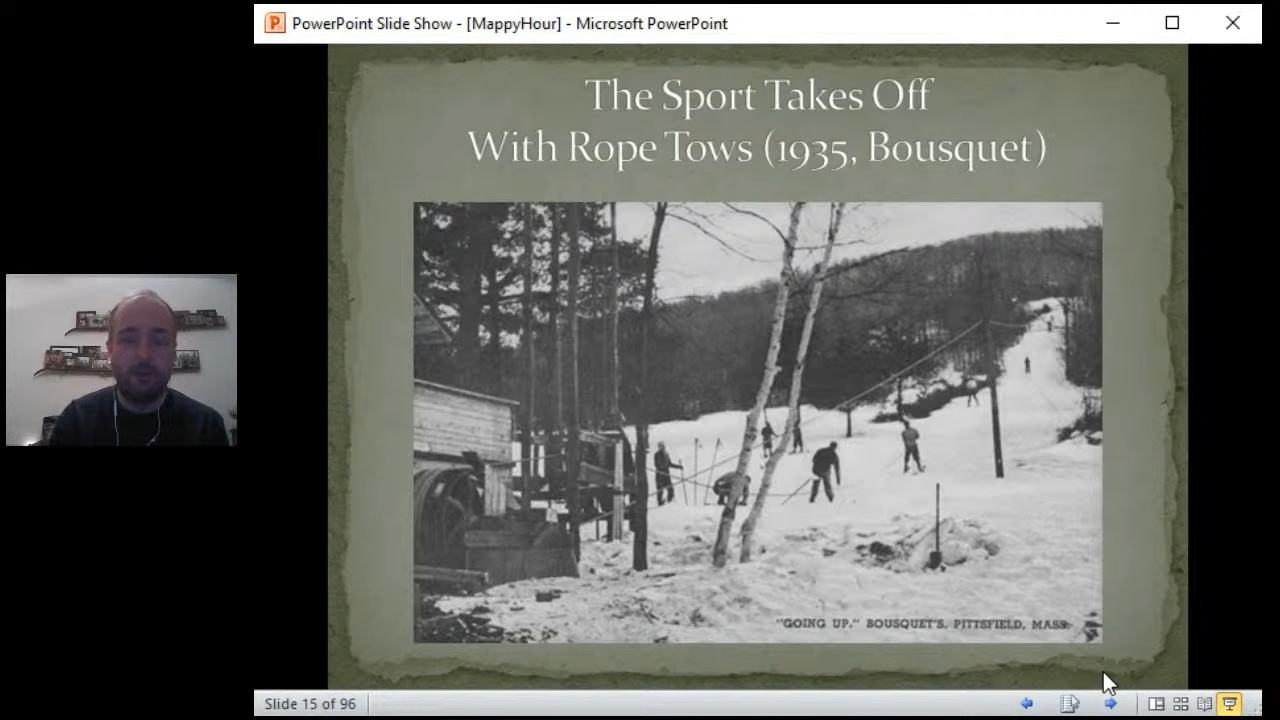 PowerPoint Slide Show - [MappyHour] - Microsoft PowerPoint
The Sport Takes Off
With Rope Tows (1935, Bousquet)
"GOING UP." BOUSQUET'S, PITTSFIELD, MASS.
Slide 15 of 96